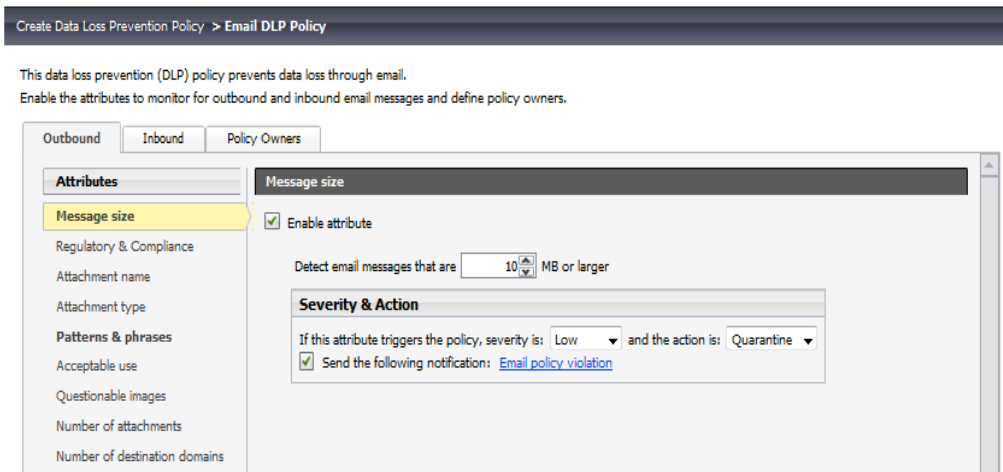 Create Data Loss Prevention Policy > Email DLP Policy
This data loss prevention (DLP) policy prevents data loss through email.
Enable the attributes to monitor for outbound and inbound email messages and define policy owners.
Outbound Inbound Policy Owners
Attributes
Message size
Regulatory & Compliance
Attachment name
Attachment type
Patterns & phrases
Acceptable use
Questionable images
Number of attachments
Number of destination domains
Message size
Enable attribute
Detect email messages that are 10 MB or larger
Severity & Action
If this attribute triggers the policy, severity is: Low and the action is: Quarantine
Send the following notification: Email policy violation